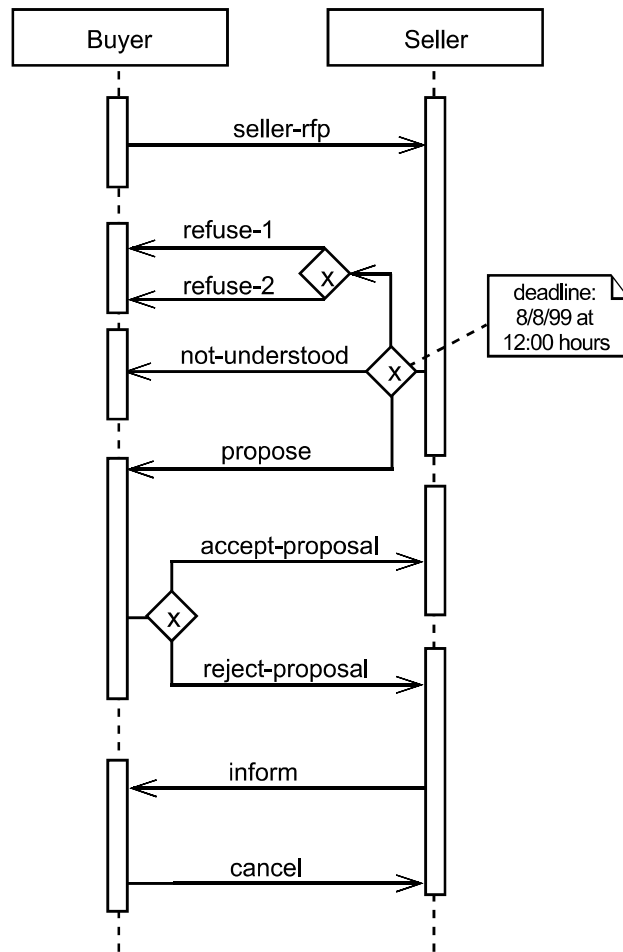 Buyer
Seller
seller-rfp
refuse-1
x
refuse-2
deadline:
8/8/99 at
12:00 hours
not-understood
x
propose
accept-proposal
x
reject-proposal
inform
cancel